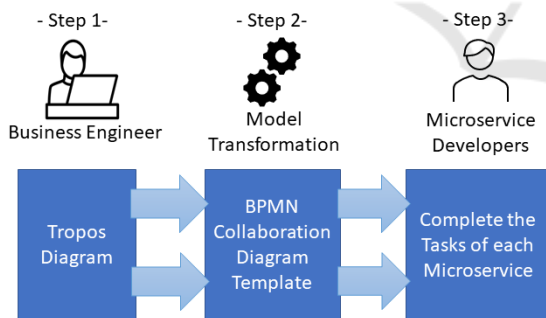 - Step 1-
- Step 2-
- Step 3-
Business Engineer
Model
Transformation
Microservice
Developers
Tropos
Diagram
BPMN
Collaboration
Diagram
Template
Complete the
Tasks of each
Microservice